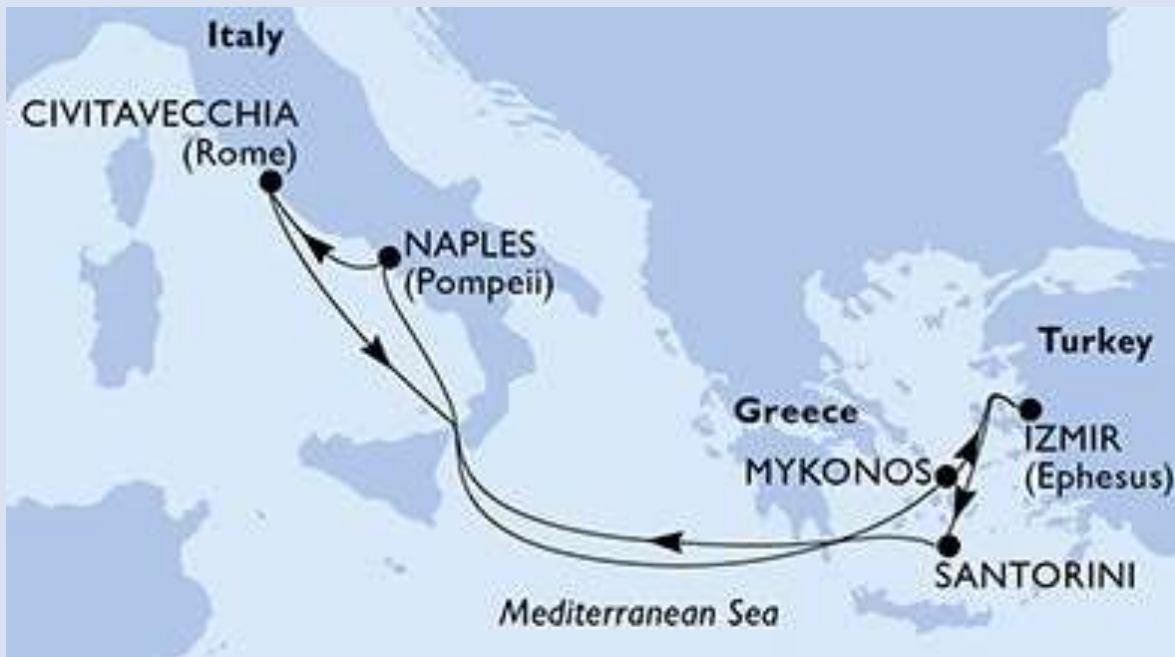 Italy
CIVITAVECCHIA
(Rome)
NAPLES
(Pompeii)
Turkey
Greece
IZMIR
(Ephesus)
MYKONOS
SANTORINI
Mediterranean Sea